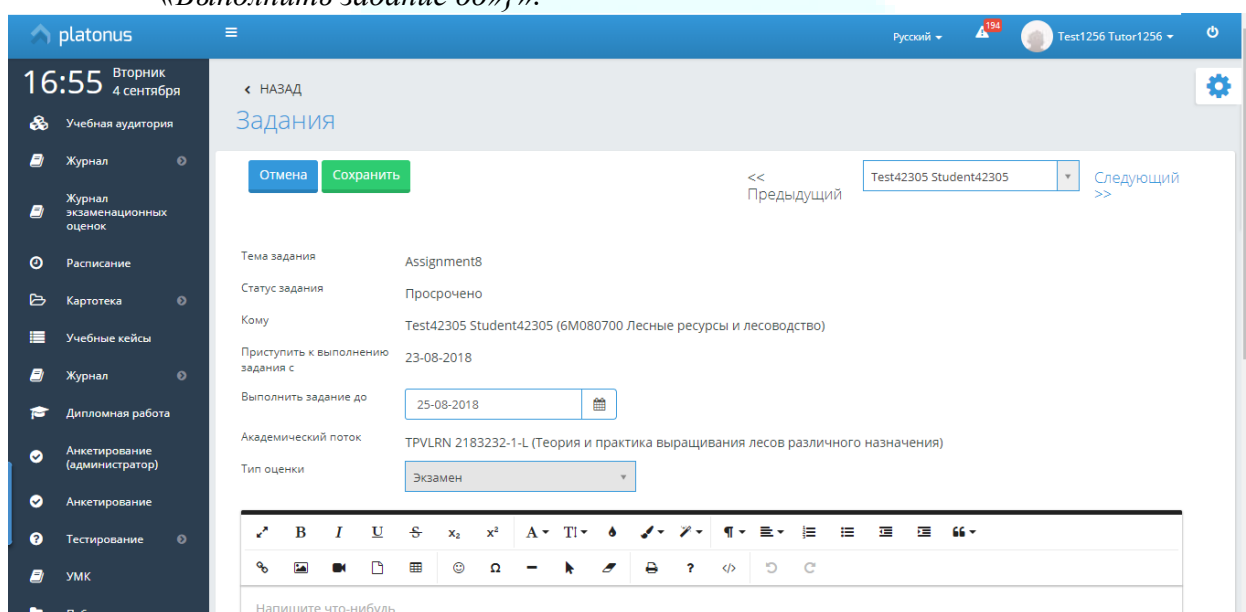 «Выполнить задание до»
platonus
Русский
194
Test1256 Tutor1256
16:55 Вторник
4 сентября
Учебная аудитория
Журнал
Журнал
экзаменационных
оценок
Расписание
Картотека
Учебные кейсы
Журнал
Дипломная работа
Анкетирование
(администратор)
Анкетирование
Тестирование
УМК
НАЗАД
Задания
Отмена
Сохранить
<<
Предыдущий
Test42305 Student42305
Следующий
>>
Тема задания
Assignment8
Статус задания
Просрочено
Кому
Test42305 Student42305 (6M080700 Лесные ресурсы и лесоводство)
Приступить к выполнению
задания с
23-08-2018
Выполнить задание до
25-08-2018
Академический поток
TPVLRN 2183232-1-L (Теория и практика выращивания лесов различного назначения)
Тип оценки
Экзамен
Напишите что-нибудь